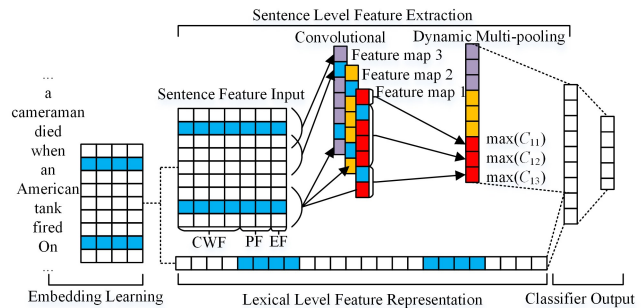 Sentence Level Feature Extraction
Convolutional
Dynamic Multi-pooling
Feature map 3
Feature map 2
Feature map 1
Sentence Feature Input
...
a
cameraman
died
when
an
American
tank
fired
On
...
max(C11)
max(C12)
max(C13)
CWF
PF
EF
Embedding Learning
Lexical Level Feature Representation
Classifier Output